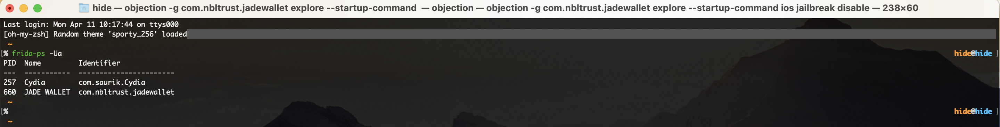 hide — objection -g com.nbltrust.jadewallet explore --startup-command — objection — objection -g com.nbltrust.jadewallet explore --startup-command ios jailbreak disable — 238×60
Last login: Mon Apr 11 10:17:44 on ttys000
[oh-my-zsh] Random theme 'sporty_256' loaded
~
[% frida-ps -Ua hide@hide ]
PID  Name         Identifier
---  -----------  -----------------------
257  Cydia        com.saurik.Cydia
660  JADE WALLET  com.nbltrust.jadewallet
~
[% hide@hide ]
~